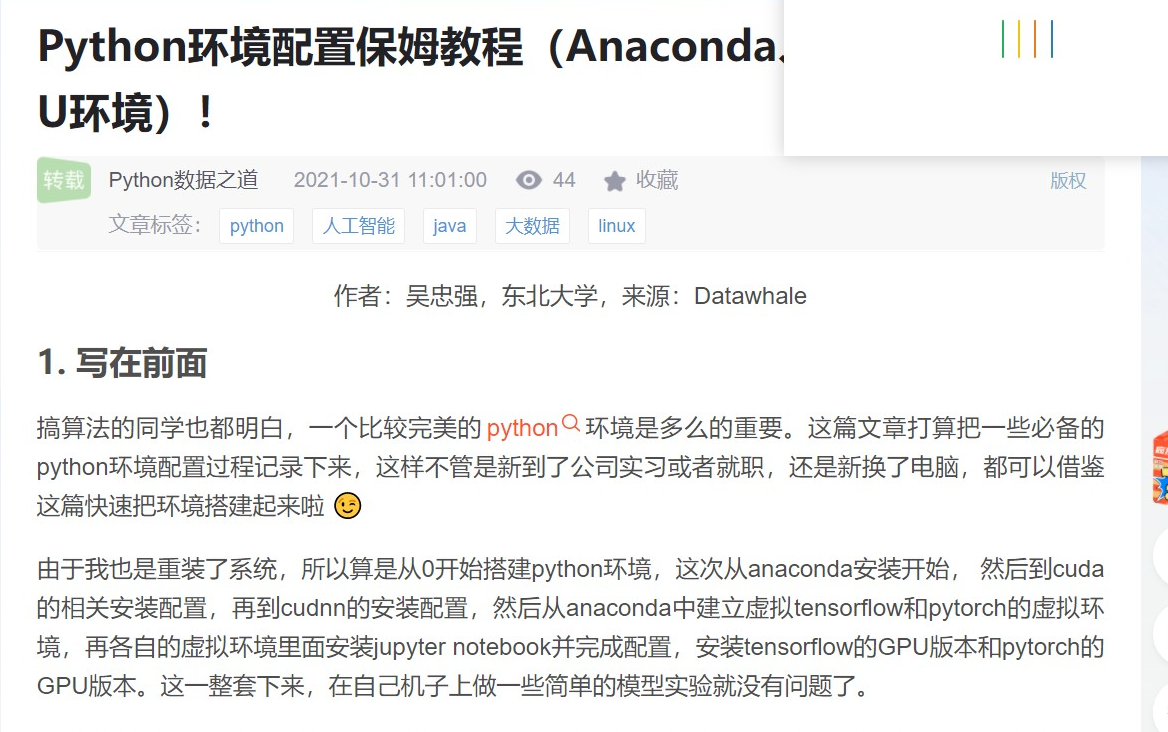 Python环境配置保姆教程（Anaconda、
U环境）！
转载 Python数据之道 2021-10-31 11:01:00 44 收藏 版权
文章标签： python 人工智能 java 大数据 linux
作者：吴忠强，东北大学，来源：Datawhale
1. 写在前面
搞算法的同学也都明白，一个比较完美的 python 环境是多么的重要。这篇文章打算把一些必备的
python环境配置过程记录下来，这样不管是新到了公司实习或者就职，还是新换了电脑，都可以借鉴
这篇快速把环境搭建起来啦 😉
由于我也是重装了系统，所以算是从0开始搭建python环境，这次从anaconda安装开始， 然后到cuda
的相关安装配置，再到cudnn的安装配置，然后从anaconda中建立虚拟tensorflow和pytorch的虚拟环
境，再各自的虚拟环境里面安装jupyter notebook并完成配置，安装tensorflow的GPU版本和pytorch的
GPU版本。这一整套下来，在自己机子上做一些简单的模型实验就没有问题了。